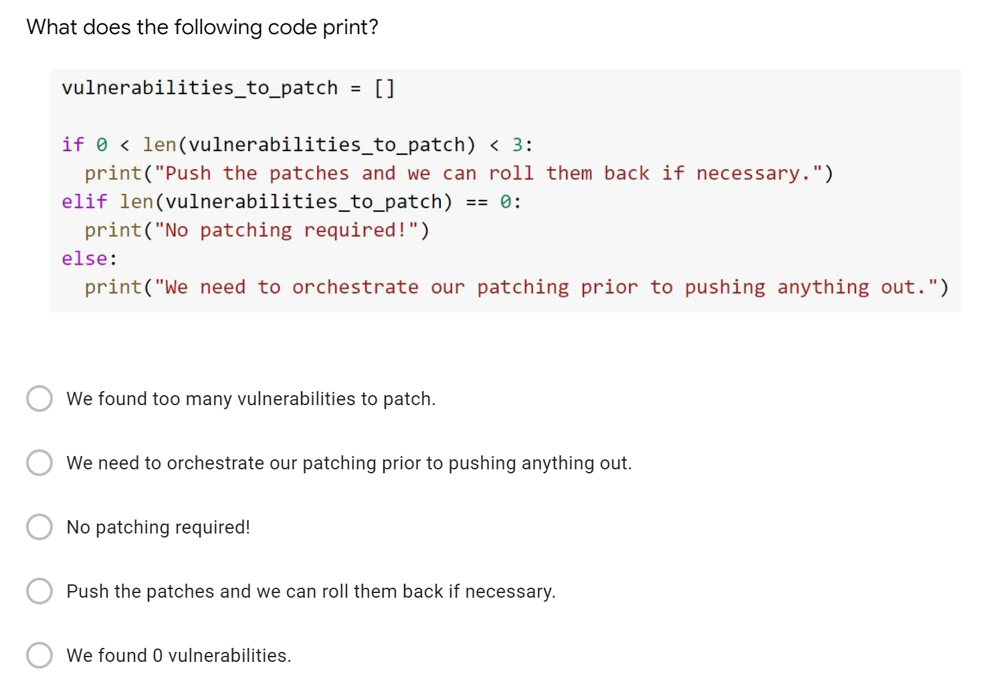 What does the following code print?
vulnerabilities_to_patch = []
if 0 < len(vulnerabilities_to_patch) < 3:
  print("Push the patches and we can roll them back if necessary.")
elif len(vulnerabilities_to_patch) == 0:
  print("No patching required!")
else:
  print("We need to orchestrate our patching prior to pushing anything out.")
We found too many vulnerabilities to patch.
We need to orchestrate our patching prior to pushing anything out.
No patching required!
Push the patches and we can roll them back if necessary.
We found 0 vulnerabilities.